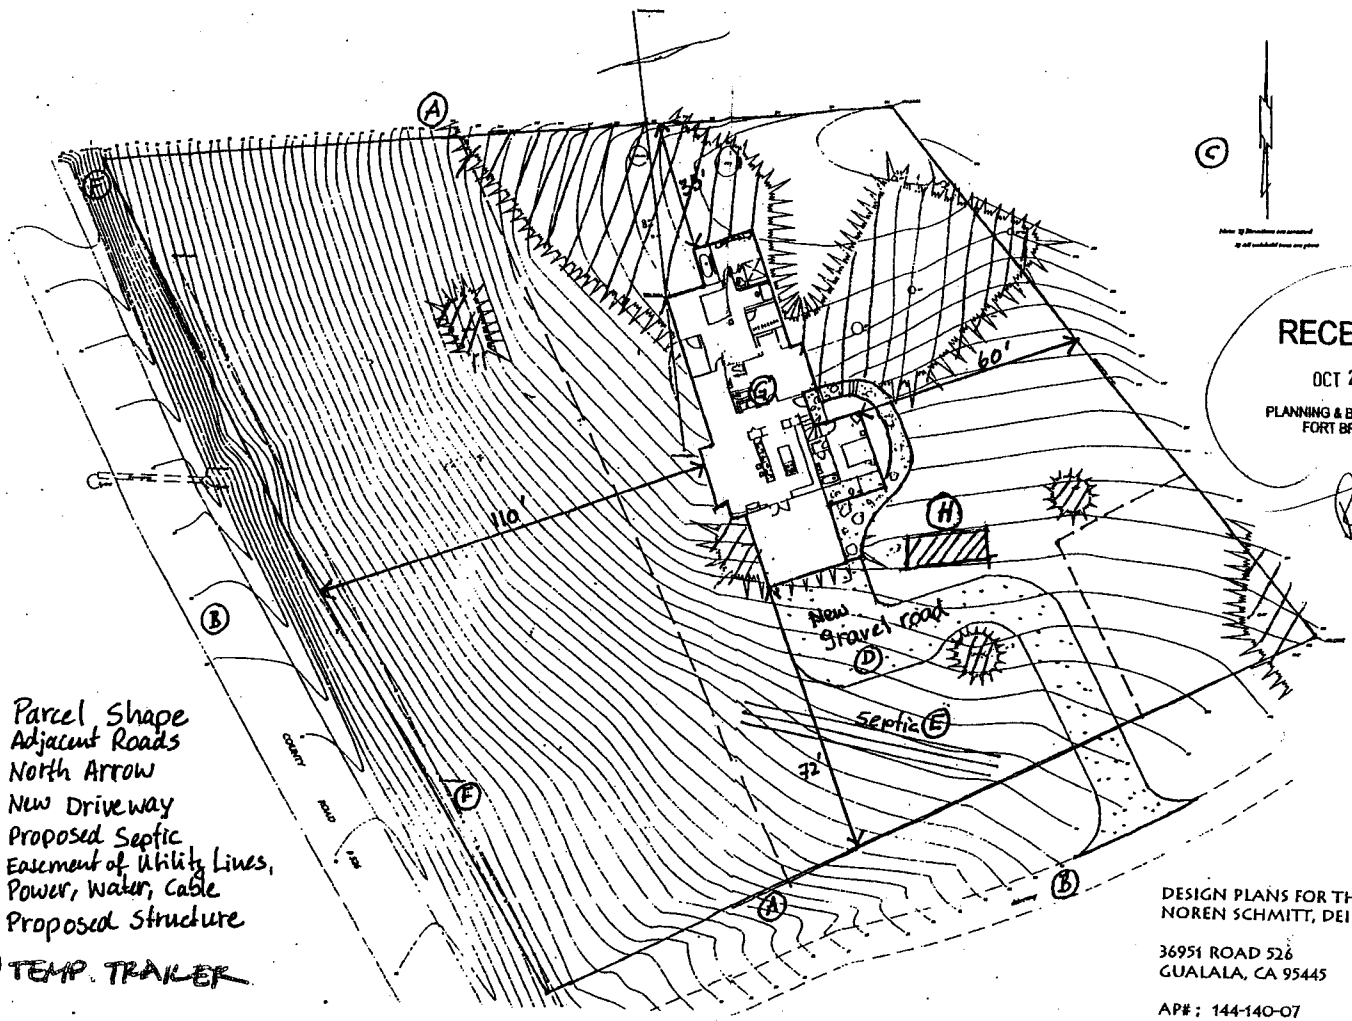 A
C
F
33'
RECE
OCT 2
PLANNING & B
FORT BR
G
60'
H
110'
B
New
gravel road
D
Septic E
72'
F
COUNTY
ROAD
Parcel Shape
Adjacent Roads
North Arrow
New Driveway
Proposed Septic
Easement of Utility Lines,
Power, Water, Cable
Proposed Structure
TEMP. TRAILER
A
B
DESIGN PLANS FOR TH
NOREN SCHMITT, DEI
36951 ROAD 526
GUALALA, CA 95445
AP# : 144-140-07